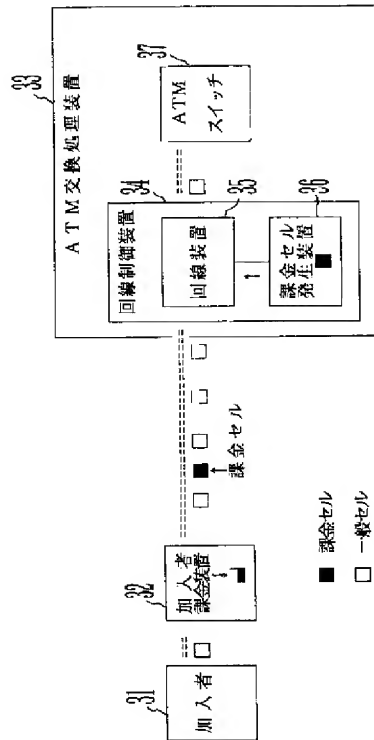 33
ATM交換処理装置
34
回線制御装置
35
回線装置
36
課金セル
発生装置
37
ATM
スイッチ
課金セル
32
加入者
課金装置
31
加入者
課金セル
一般セル